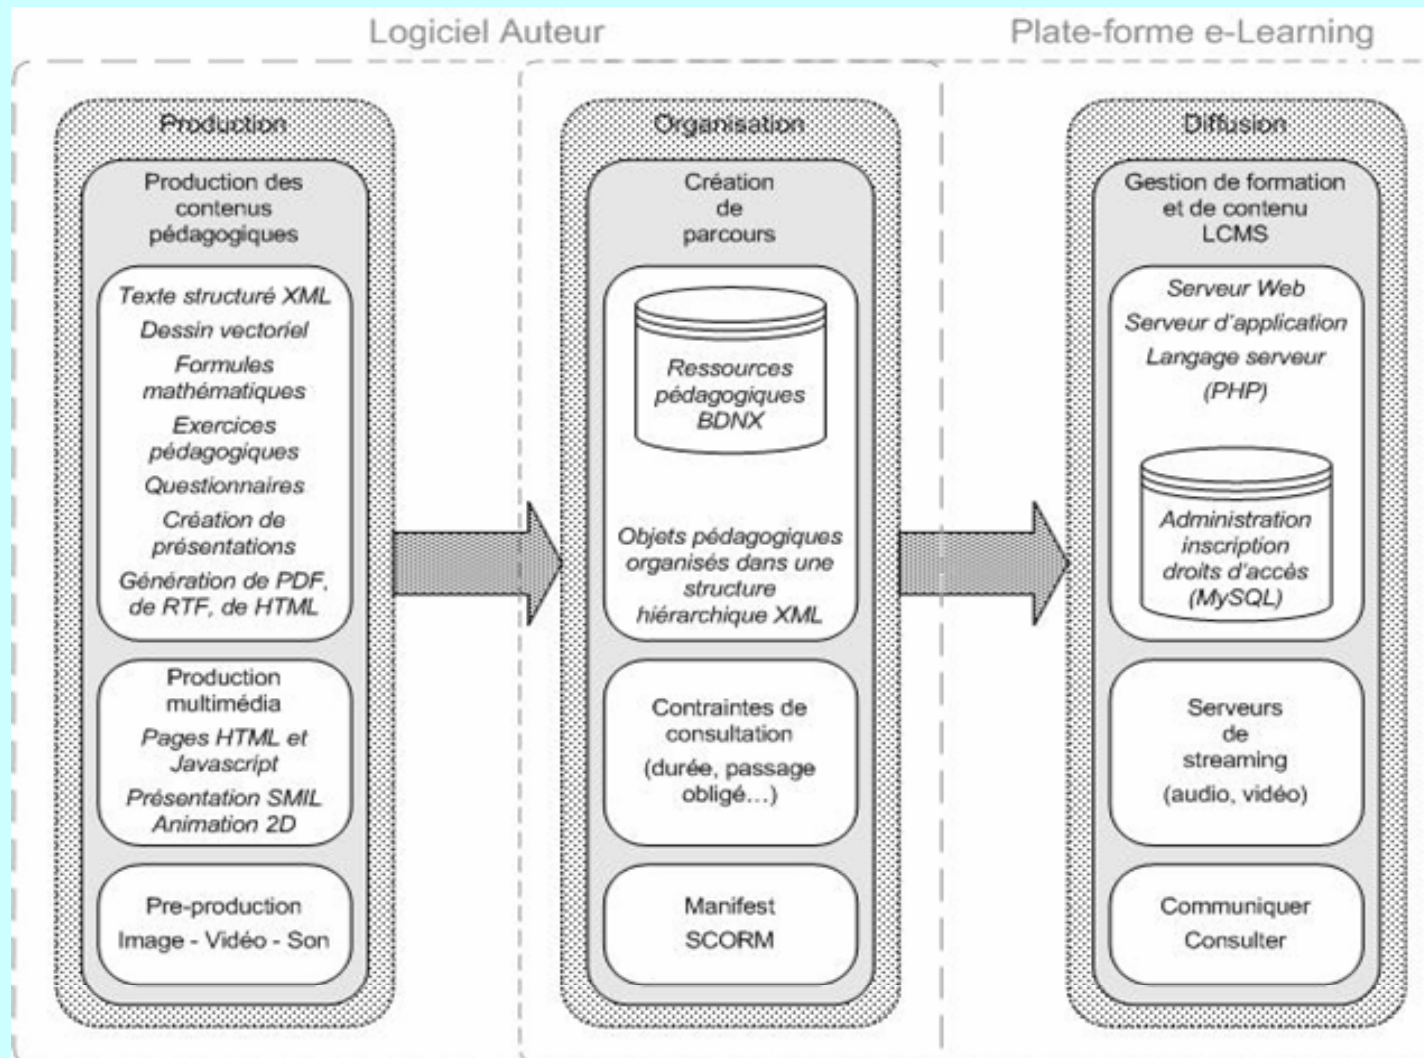 Logiciel Auteur
Plate-forme e-Learning
Production
Production des
contenus
pédagogiques
Texte structuré XML
Dessin vectoriel
Formules
mathématiques
Exercices
pédagogiques
Questionnaires
Création de
présentations
Génération de PDF,
de RTF, de HTML
Production
multimédia
Pages HTML et
Javascript
Présentation SMIL
Animation 2D
Pre-production
Image - Vidéo - Son
Organisation
Création
de
parcours
Ressources
pédagogiques
BDNX
Objets pédagogiques
organisés dans une
structure
hiérarchique XML
Contraintes de
consultation
(durée, passage
obligé…)
Manifest
SCORM
Diffusion
Gestion de formation
et de contenu
LCMS
Serveur Web
Serveur d'application
Langage serveur
(PHP)
Administration
inscription
droits d'accès
(MySQL)
Serveurs
de
streaming
(audio, vidéo)
Communiquer
Consulter